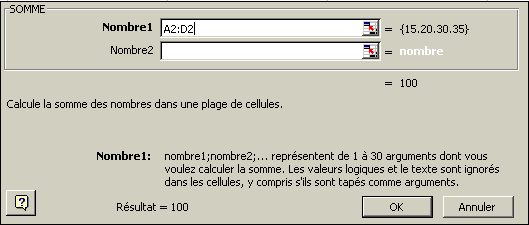 SOMME
Nombre1 A2:D2 = {15.20.30.35}
Nombre2 = nombre
= 100
Calcule la somme des nombres dans une plage de cellules.
Nombre1: nombre1;nombre2;... représentent de 1 à 30 arguments dont vous
voulez calculer la somme. Les valeurs logiques et le texte sont ignorés
dans les cellules, y compris s'ils sont tapés comme arguments.
? Résultat = 100 OK Annuler